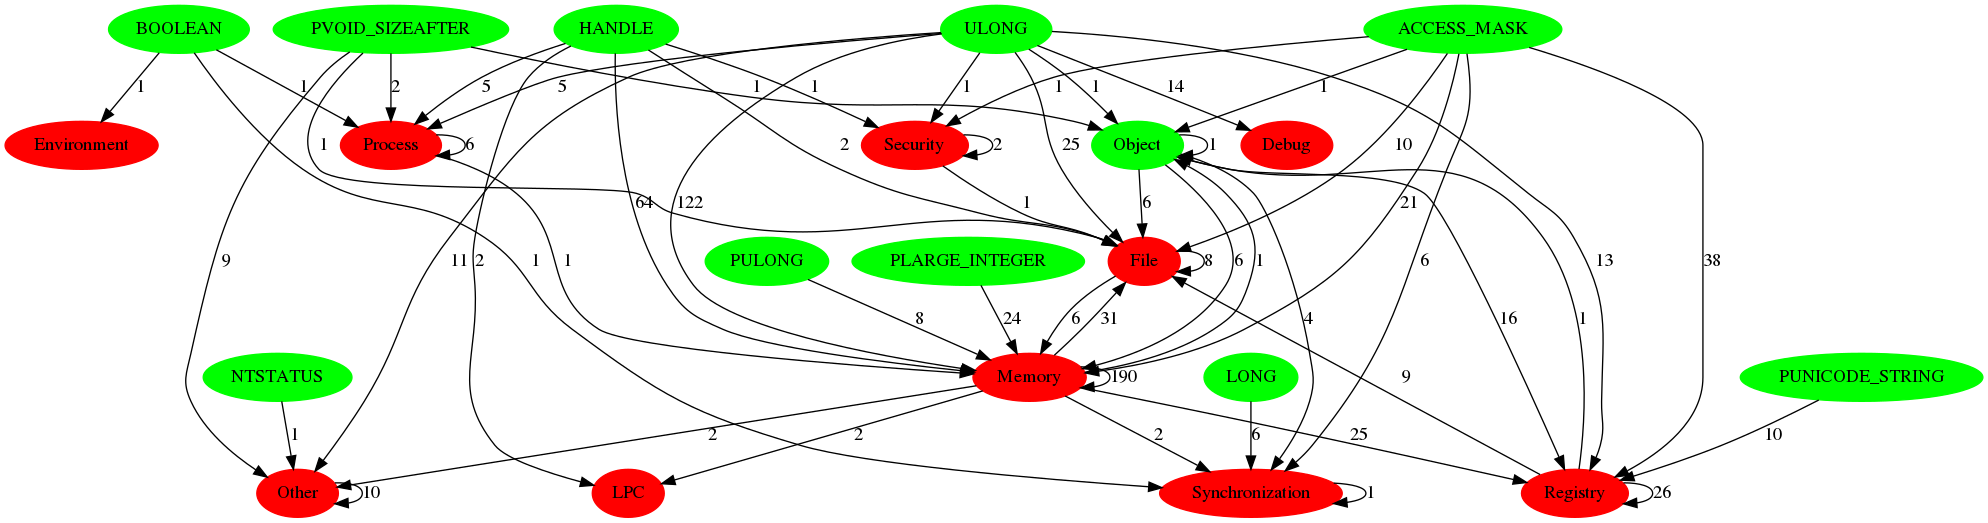 BOOLEAN PVOID_SIZEAFTER HANDLE ULONG ACCESS_MASK
1 1 2 5 5 1 1 1 1 1 14 1
Environment Process 6 Security 2 Object 1 Debug
1 2 25 10
64 122 1 6 21
9 1 11 2 1 PULONG PLARGE_INTEGER File 8 6 1 6 13 38
8 24 6 31 4 16 1
NTSTATUS Memory 190 LONG 9 PUNICODE_STRING
1 2 2 2 6 25 10
Other 10 LPC Synchronization 1 Registry 26